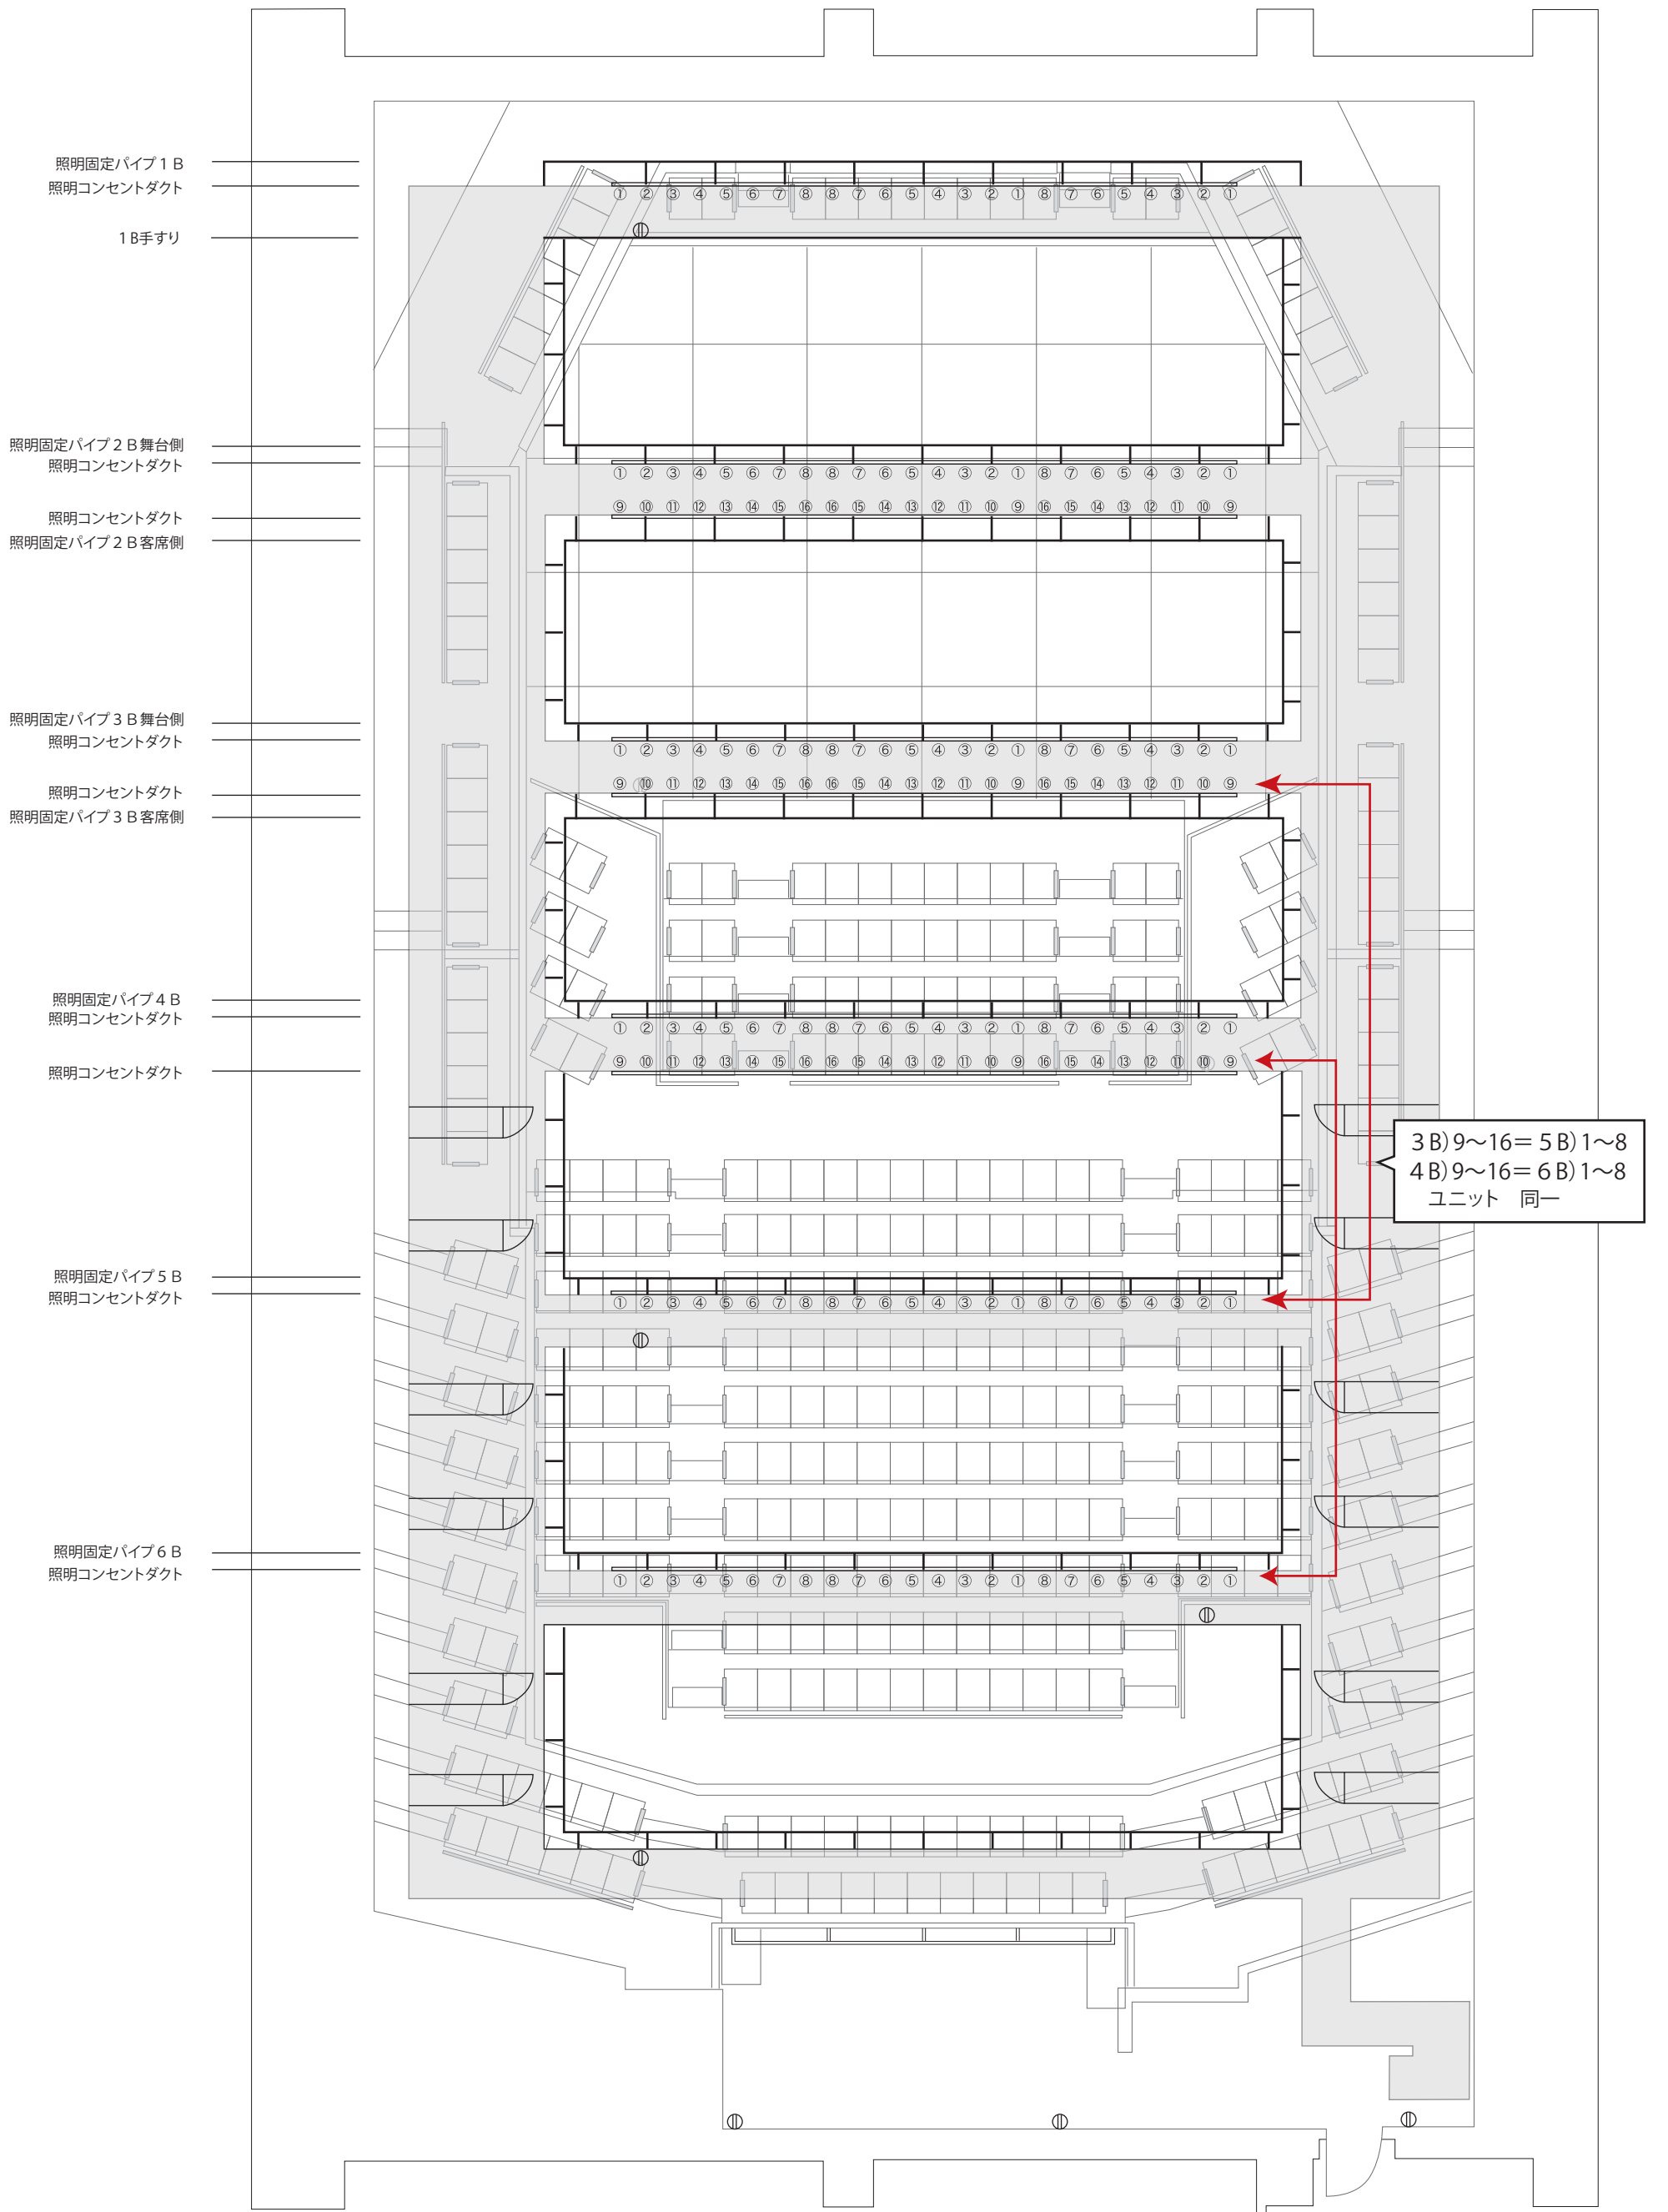 照明固定パイプ１Ｂ
照明コンセントダクト
①②③④⑤⑥⑦⑧⑧⑦⑥⑤④③②①⑧⑦⑥⑤④③②①
１Ｂ手すり
照明固定パイプ２Ｂ舞台側
照明コンセントダクト
①②③④⑤⑥⑦⑧⑧⑦⑥⑤④③②①⑧⑦⑥⑤④③②①
⑨⑩⑪⑫⑬⑭⑮⑯⑯⑮⑭⑬⑫⑪⑩⑨⑯⑮⑭⑬⑫⑪⑩⑨
照明コンセントダクト
照明固定パイプ２Ｂ客席側
照明固定パイプ３Ｂ舞台側
照明コンセントダクト
①②③④⑤⑥⑦⑧⑧⑦⑥⑤④③②①⑧⑦⑥⑤④③②①
⑨⑩⑪⑫⑬⑭⑮⑯⑯⑮⑭⑬⑫⑪⑩⑨⑯⑮⑭⑬⑫⑪⑩⑨
照明コンセントダクト
照明固定パイプ３Ｂ客席側
照明固定パイプ４Ｂ
照明コンセントダクト
①②③④⑤⑥⑦⑧⑧⑦⑥⑤④③②①⑧⑦⑥⑤④③②①
⑨⑩⑪⑫⑬⑭⑮⑯⑯⑮⑭⑬⑫⑪⑩⑨⑯⑮⑭⑬⑫⑪⑩⑨
照明コンセントダクト
３Ｂ）９〜16＝５Ｂ）１〜８
４Ｂ）９〜16＝６Ｂ）１〜８
ユニット　同一
照明固定パイプ５Ｂ
照明コンセントダクト
①②③④⑤⑥⑦⑧⑧⑦⑥⑤④③②①⑧⑦⑥⑤④③②①
照明固定パイプ６Ｂ
照明コンセントダクト
①②③④⑤⑥⑦⑧⑧⑦⑥⑤④③②①⑧⑦⑥⑤④③②①